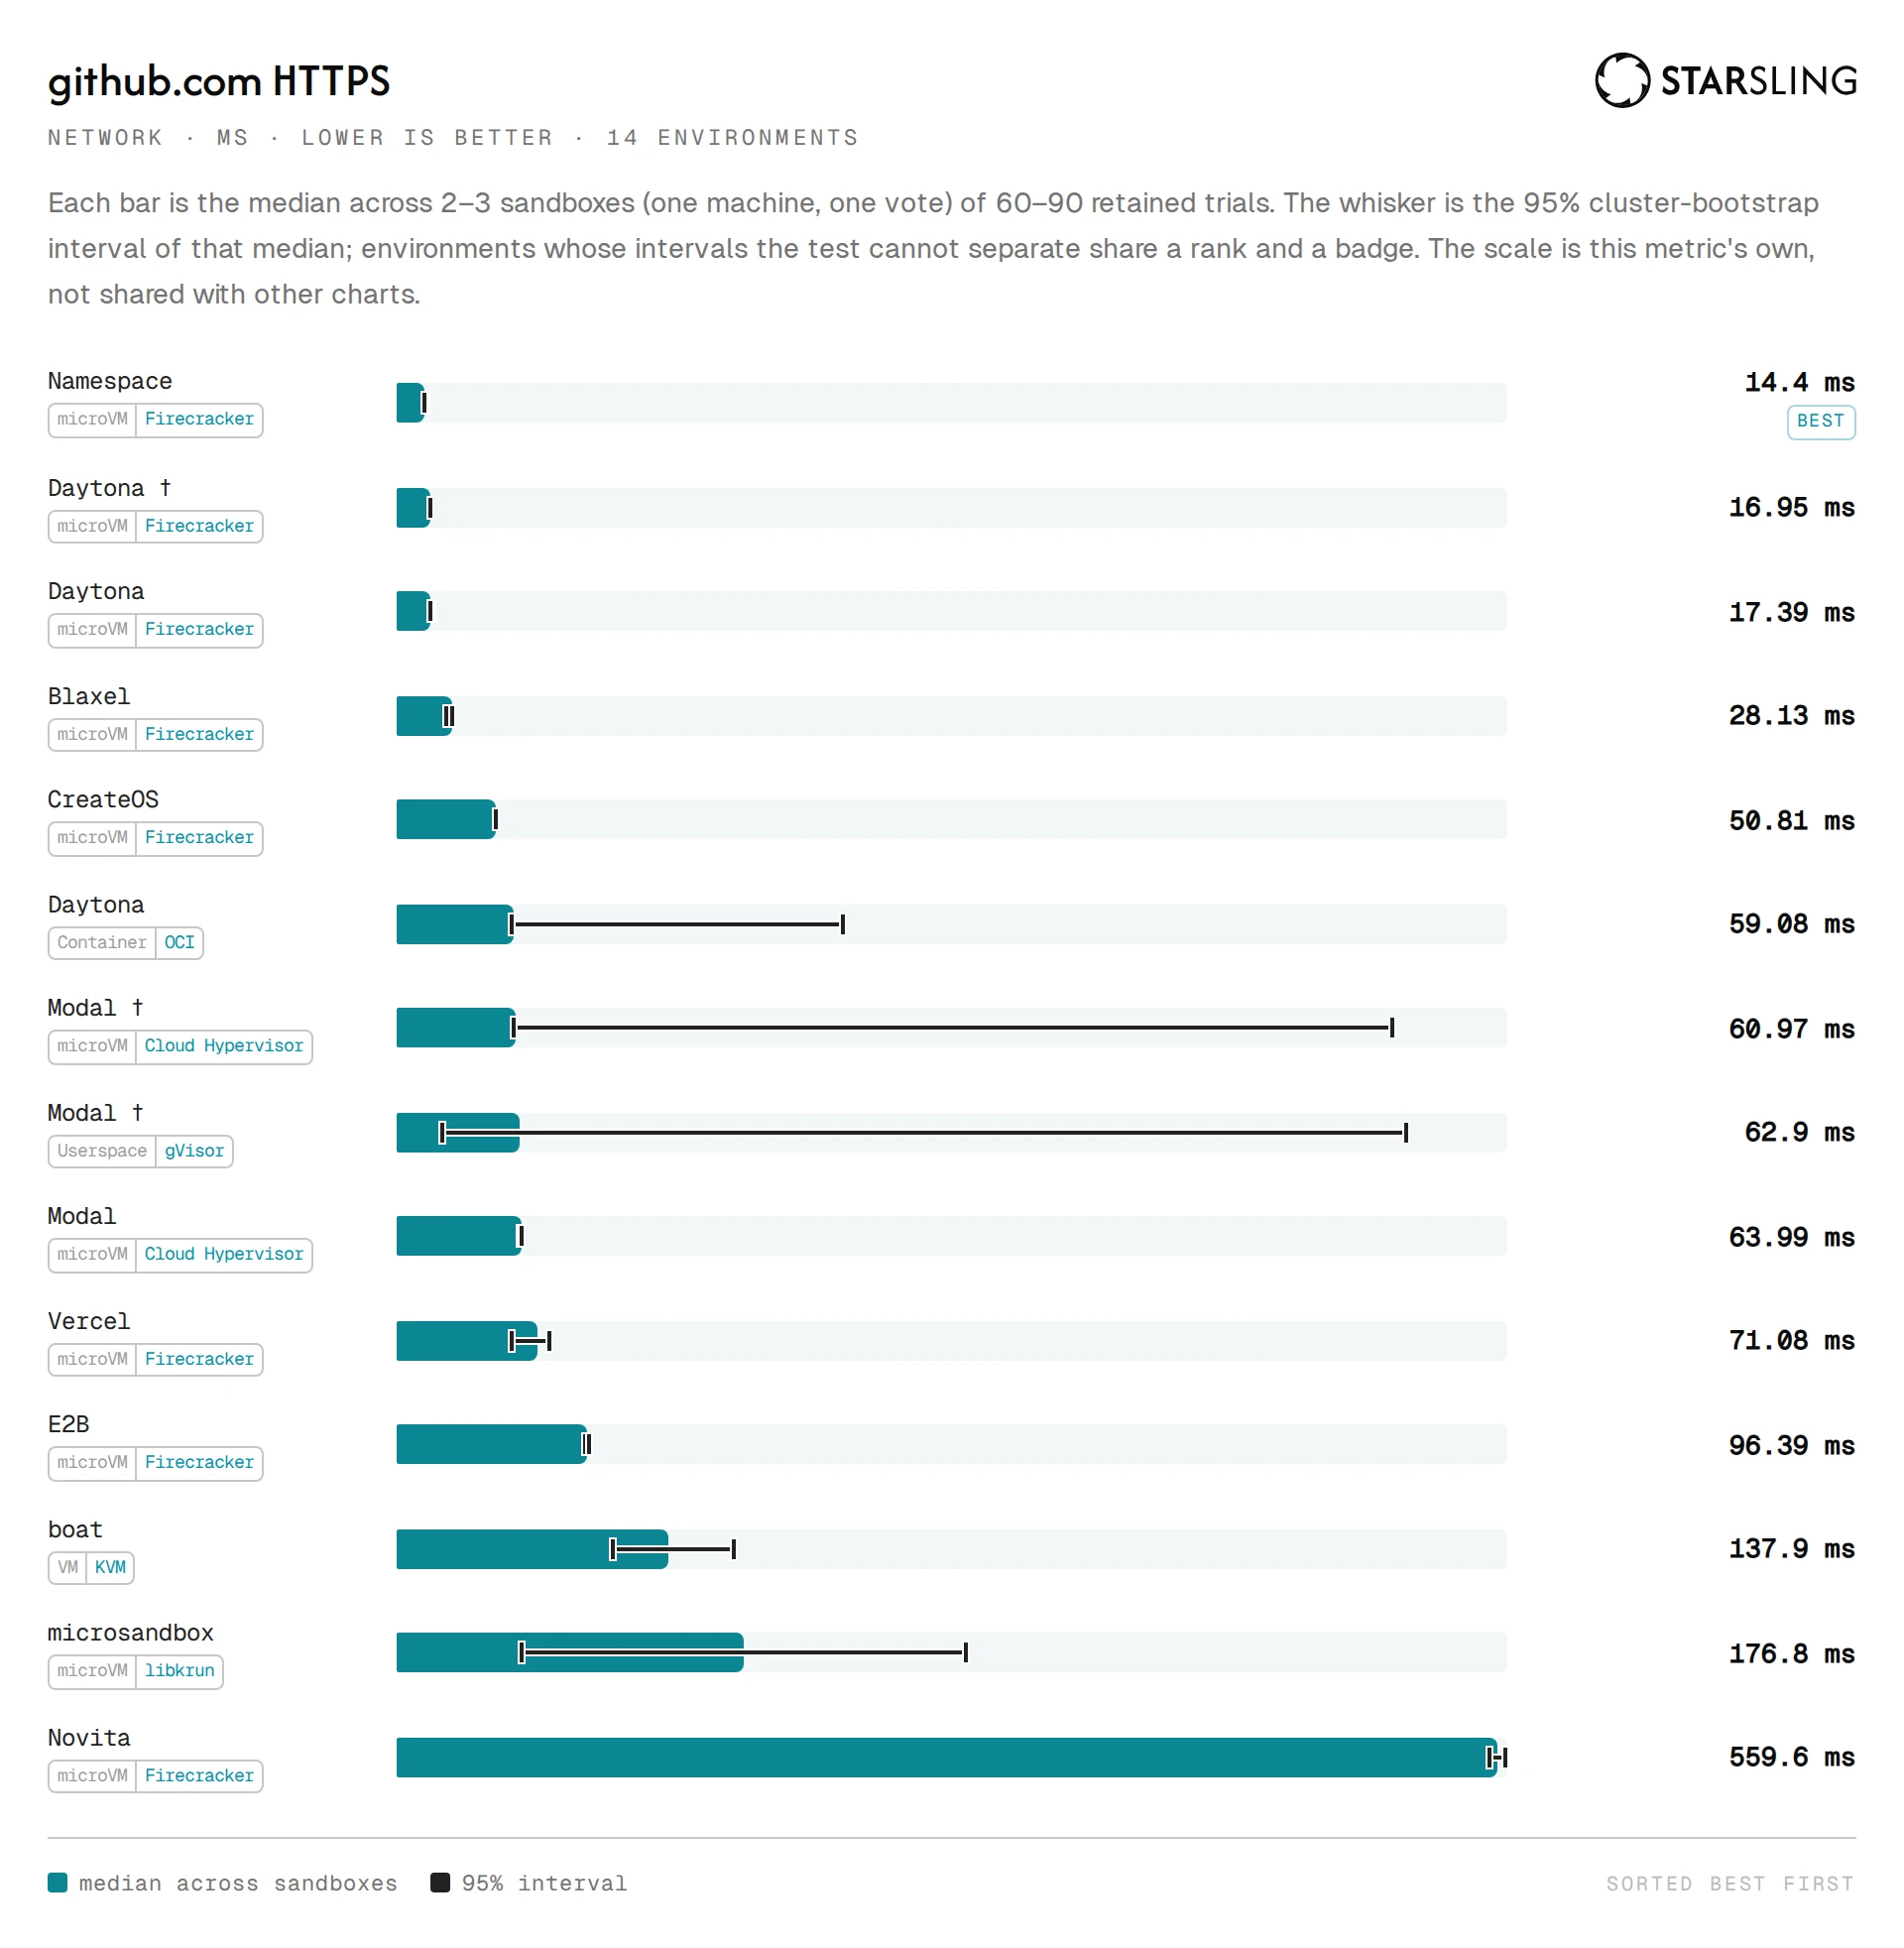 github.com HTTPS
STARSLING
NETWORK · MS · LOWER IS BETTER · 14 ENVIRONMENTS
Each bar is the median across 2–3 sandboxes (one machine, one vote) of 60–90 retained trials. The whisker is the 95% cluster-bootstrap
interval of that median; environments whose intervals the test cannot separate share a rank and a badge. The scale is this metric's own,
not shared with other charts.
Namespace
14.4 ms
microVM Firecracker
BEST
Daytona †
16.95 ms
microVM Firecracker
Daytona
17.39 ms
microVM Firecracker
Blaxel
28.13 ms
microVM Firecracker
CreateOS
50.81 ms
microVM Firecracker
Daytona
59.08 ms
Container OCI
Modal †
60.97 ms
microVM Cloud Hypervisor
Modal †
62.9 ms
Userspace gVisor
Modal
63.99 ms
microVM Cloud Hypervisor
Vercel
71.08 ms
microVM Firecracker
E2B
96.39 ms
microVM Firecracker
boat
137.9 ms
VM KVM
microsandbox
176.8 ms
microVM libkrun
Novita
559.6 ms
microVM Firecracker
median across sandboxes 95% interval
SORTED BEST FIRST